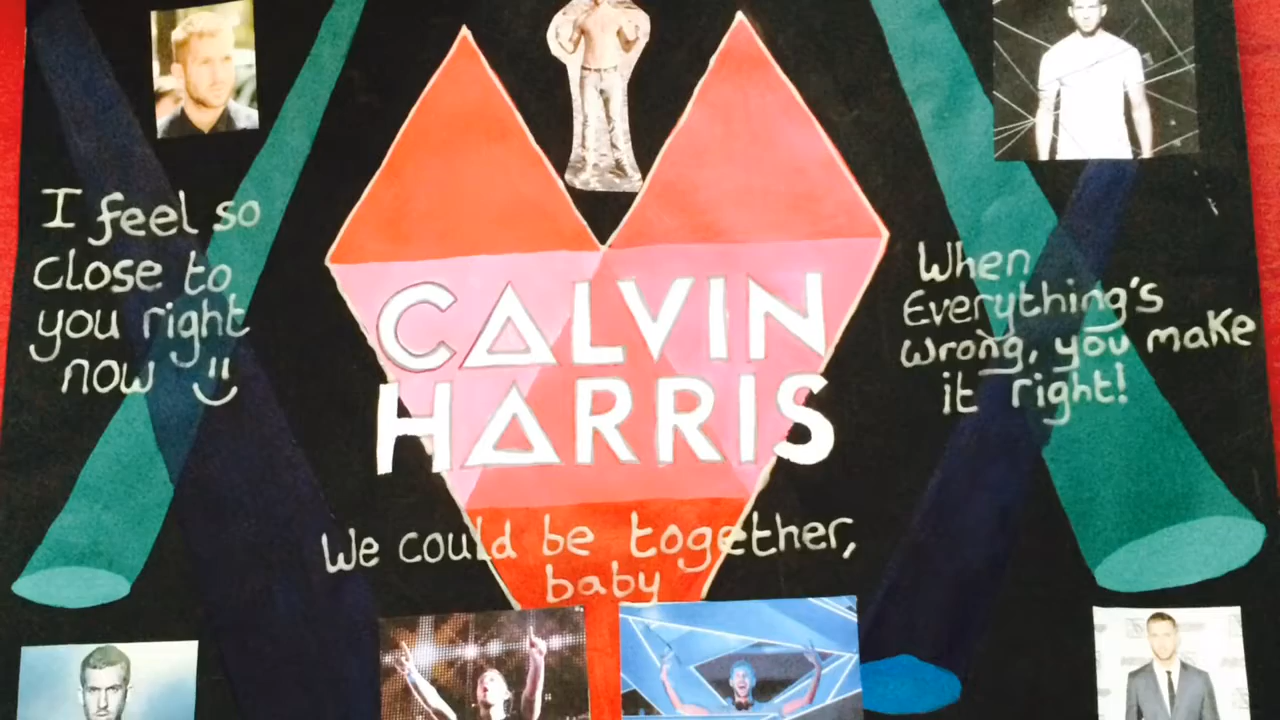 I feel so
close to
you right
now
CALVIN
HARRIS
When
Everything's
wrong, you make
it right!
We could be together,
baby